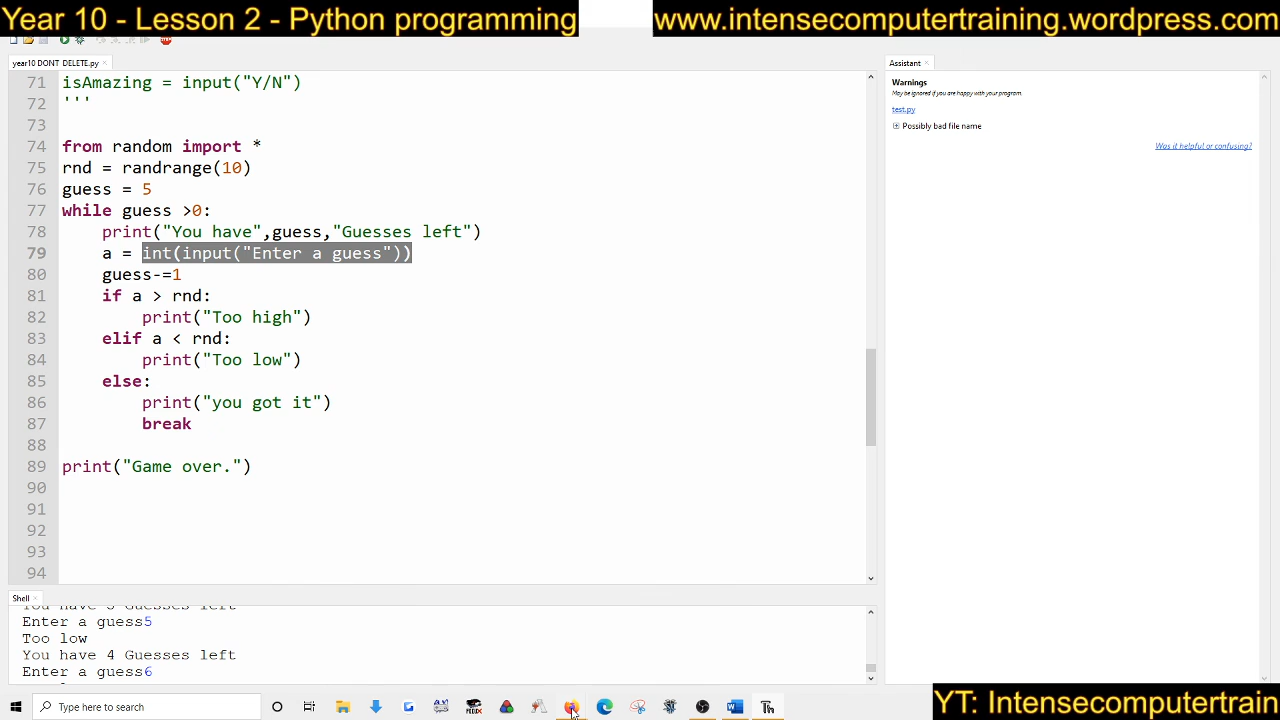 Year 10 - Lesson 2 - Python programming
www.intensecomputertraining.wordpress.com
year10 DONT DELETE.py
71 isAmazing = input("Y/N")
72 '''
73
74 from random import *
75 rnd = randrange(10)
76 guess = 5
77 while guess >0:
78 print("You have",guess,"Guesses left")
79 a = int(input("Enter a guess"))
80 guess-=1
81 if a > rnd:
82 print("Too high")
83 elif a < rnd:
84 print("Too low")
85 else:
86 print("you got it")
87 break
88
89 print("Game over.")
90
91
92
93
94
Assistant
Warnings
May be ignored if you are happy with your program.
test.py
Possibly bad file name
Was it helpful or confusing?
Shell
Guesses left
Enter a guess5
Too low
You have 4 Guesses left
Enter a guess6
Type here to search
YT: Intensecomputertrain